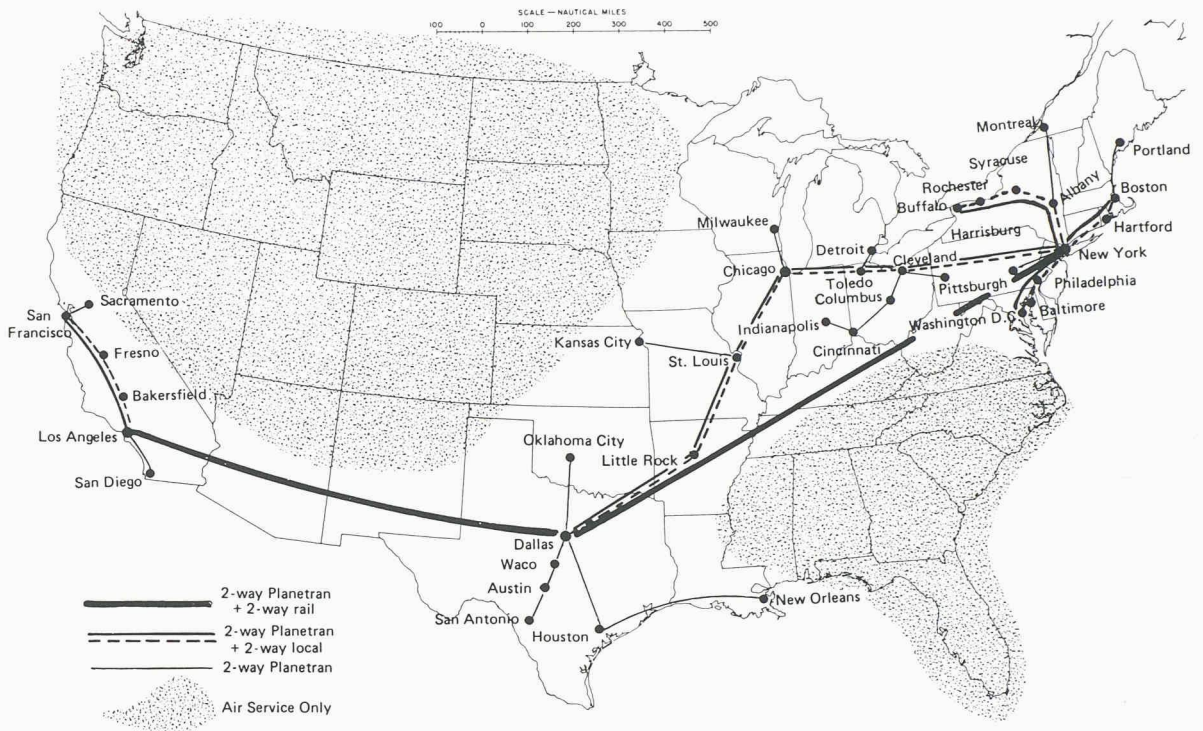 SCALE — NAUTICAL MILES
100 0 100 200 300 400 500
Montreal
Portland
Syraouse
Rochester
Albany
Boston
Buffalo
Hartford
Milwaukee
Harrisburg
Detroit
New York
Chicago
Cleveland
Toledo
Pittsburgh
Philadelphia
Columbus
Sacramento
San
Francisco
Washington D.C.
Baltimore
Indianapolis
Kansas City
Cincinnati
Fresno
St. Louis
Bakersfield
Los Angeles
Oklahoma City
Little Rock
San Diego
Dallas
Waco
Austin
New Orleans
San Antonio
Houston
2-way Planetran
+ 2-way rail
2-way Planetran
+ 2-way local
2-way Planetran
Air Service Only